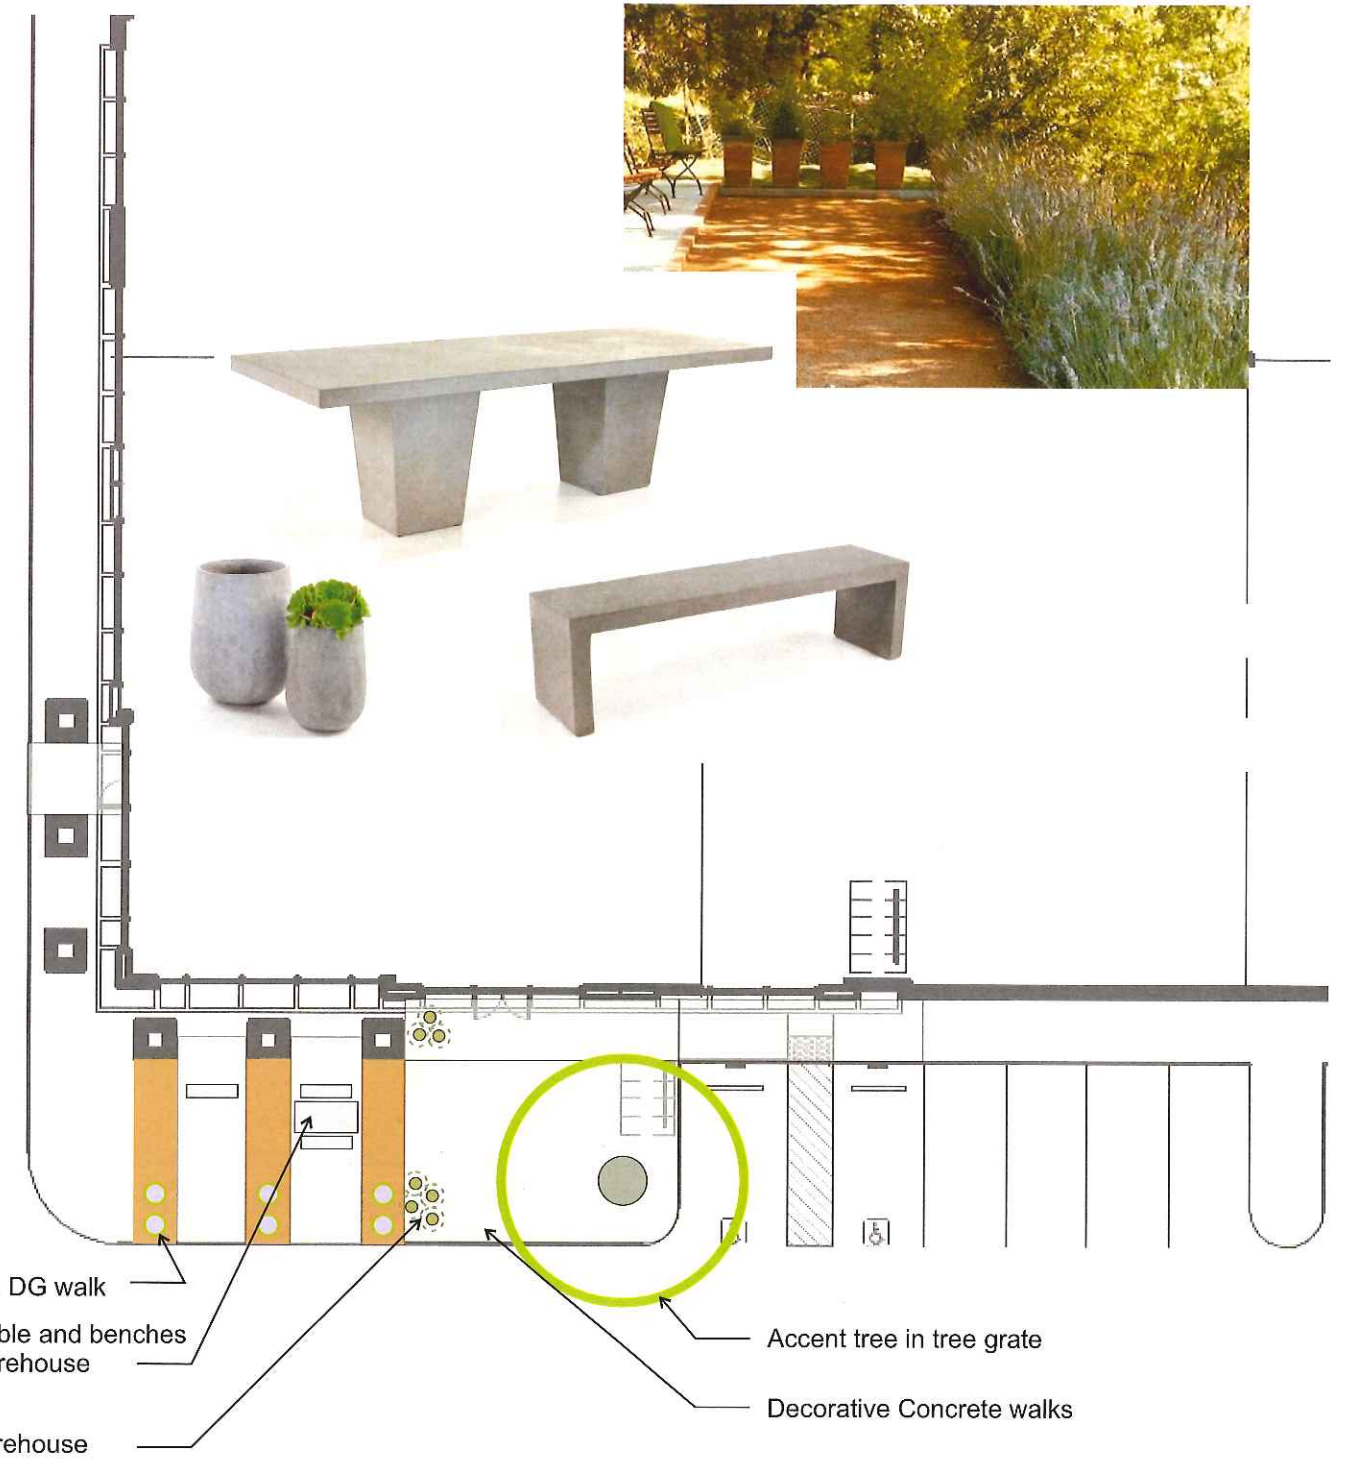 DG walk
ble and benches
rehouse
rehouse
Accent tree in tree grate
Decorative Concrete walks